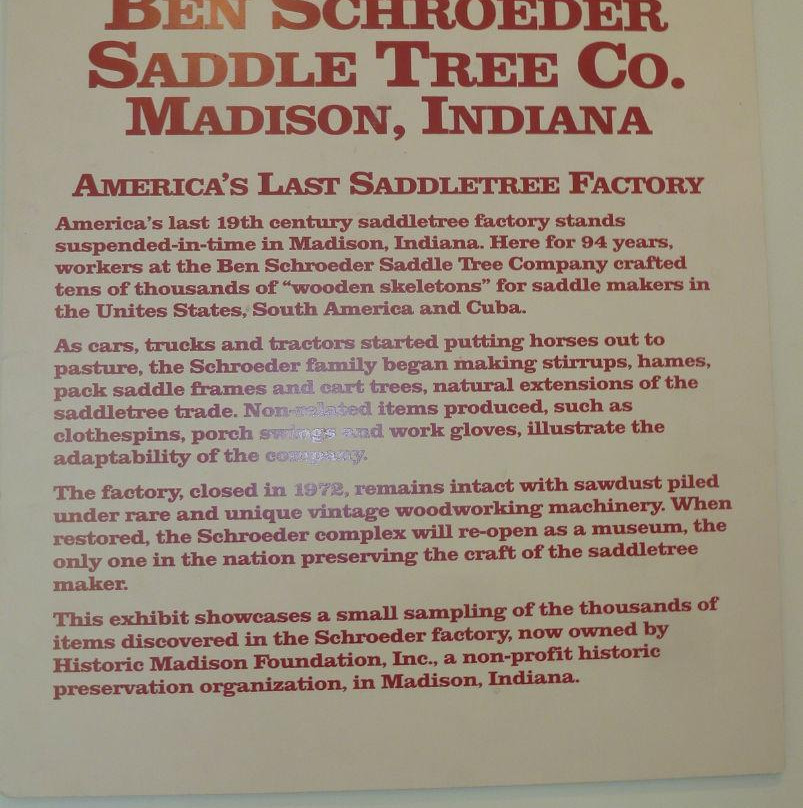 BEN SCHROEDER
SADDLE TREE CO.
MADISON, INDIANA
AMERICA'S LAST SADDLETREE FACTORY
America's last 19th century saddletree factory stands
suspended-in-time in Madison, Indiana. Here for 94 years,
workers at the Ben Schroeder Saddle Tree Company crafted
tens of thousands of "wooden skeletons" for saddle makers in
the Unites States, South America and Cuba.
As cars, trucks and tractors started putting horses out to
pasture, the Schroeder family began making stirrups, hames,
pack saddle frames and cart trees, natural extensions of the
saddletree trade. Non-related items produced, such as
clothespins, porch swings and work gloves, illustrate the
adaptability of the company.
The factory, closed in 1972, remains intact with sawdust piled
under rare and unique vintage woodworking machinery. When
restored, the Schroeder complex will re-open as a museum, the
only one in the nation preserving the craft of the saddletree
maker.
This exhibit showcases a small sampling of the thousands of
items discovered in the Schroeder factory, now owned by
Historic Madison Foundation, Inc., a non-profit historic
preservation organization, in Madison, Indiana.